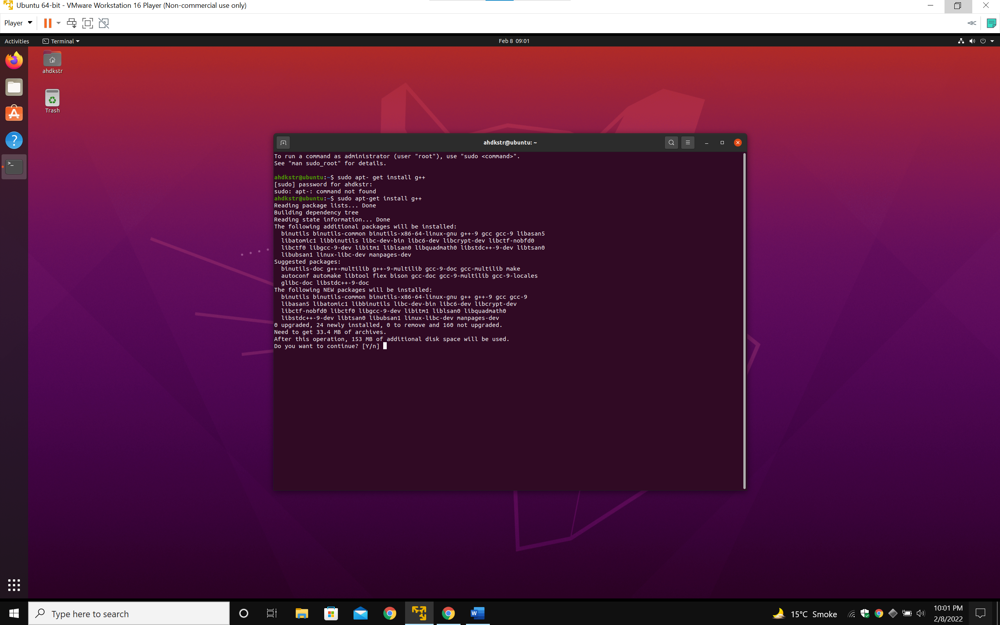 Ubuntu 64-bit - VMware Workstation 16 Player (Non-commercial use only)
Player
Activities
Terminal
Feb 8 09:01
ahdkstr
Trash
ahdkstr@ubuntu: ~
To run a command as administrator (user "root"), use "sudo <command>".
See "man sudo_root" for details.
ahdkstr@ubuntu:~$ sudo apt- get install g++
[sudo] password for ahdkstr:
sudo: apt-: command not found
ahdkstr@ubuntu:~$ sudo apt-get install g++
Reading package lists... Done
Building dependency tree
Reading state information... Done
The following additional packages will be installed:
binutils binutils-common binutils-x86-64-linux-gnu g++-9 gcc gcc-9 libasan5
libatomic1 libbinutils libc-dev-bin libc6-dev libcrypt-dev libctf-nobfd0
libctf0 libgcc-9-dev libitm1 liblsan0 libquadmath0 libstdc++-9-dev libtsan0
libubsan1 linux-libc-dev manpages-dev
Suggested packages:
binutils-doc g++-multilib g++-9-multilib gcc-9-doc gcc-multilib make
autoconf automake libtool flex bison gcc-doc gcc-9-multilib gcc-9-locales
glibc-doc libstdc++-9-doc
The following NEW packages will be installed:
binutils binutils-common binutils-x86-64-linux-gnu g++ g++-9 gcc gcc-9
libasan5 libatomic1 libbinutils libc-dev-bin libc6-dev libcrypt-dev
libctf-nobfd0 libctf0 libgcc-9-dev libitm1 liblsan0 libquadmath0
libstdc++-9-dev libtsan0 libubsan1 linux-libc-dev manpages-dev
0 upgraded, 24 newly installed, 0 to remove and 160 not upgraded.
Need to get 33.4 MB of archives.
After this operation, 153 MB of additional disk space will be used.
Do you want to continue? [Y/n]
Type here to search
15°C Smoke
10:01 PM
2/8/2022